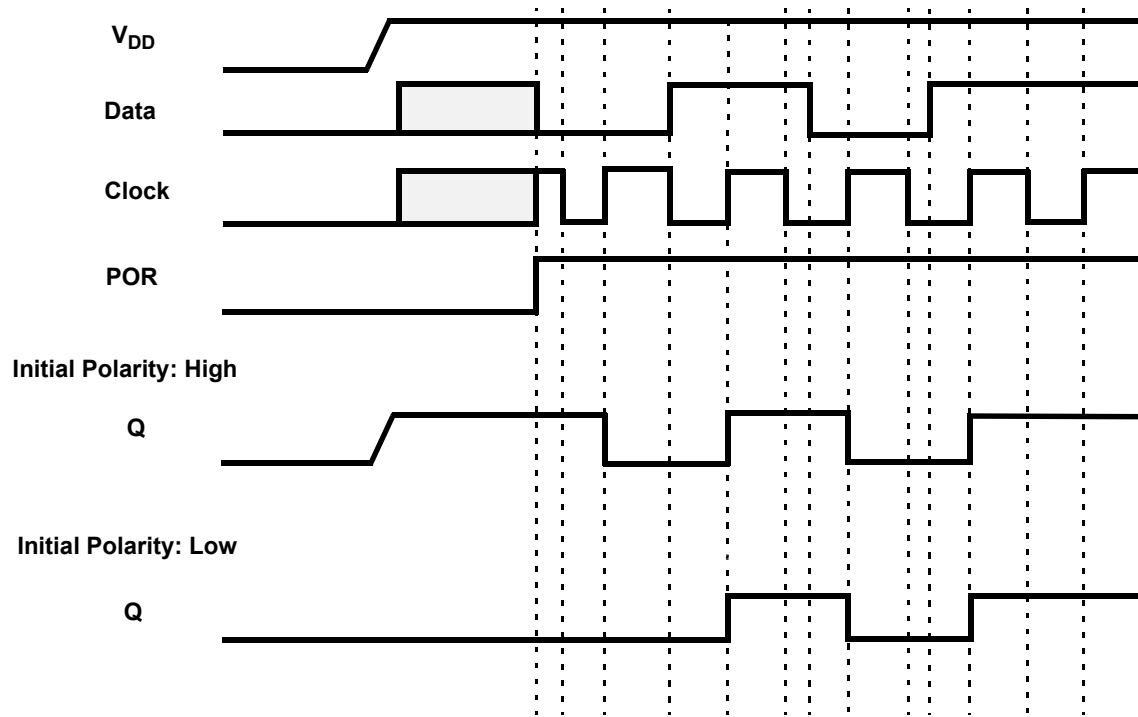 VDD
Data
Clock
POR
Initial Polarity: High
Q
Initial Polarity: Low
Q